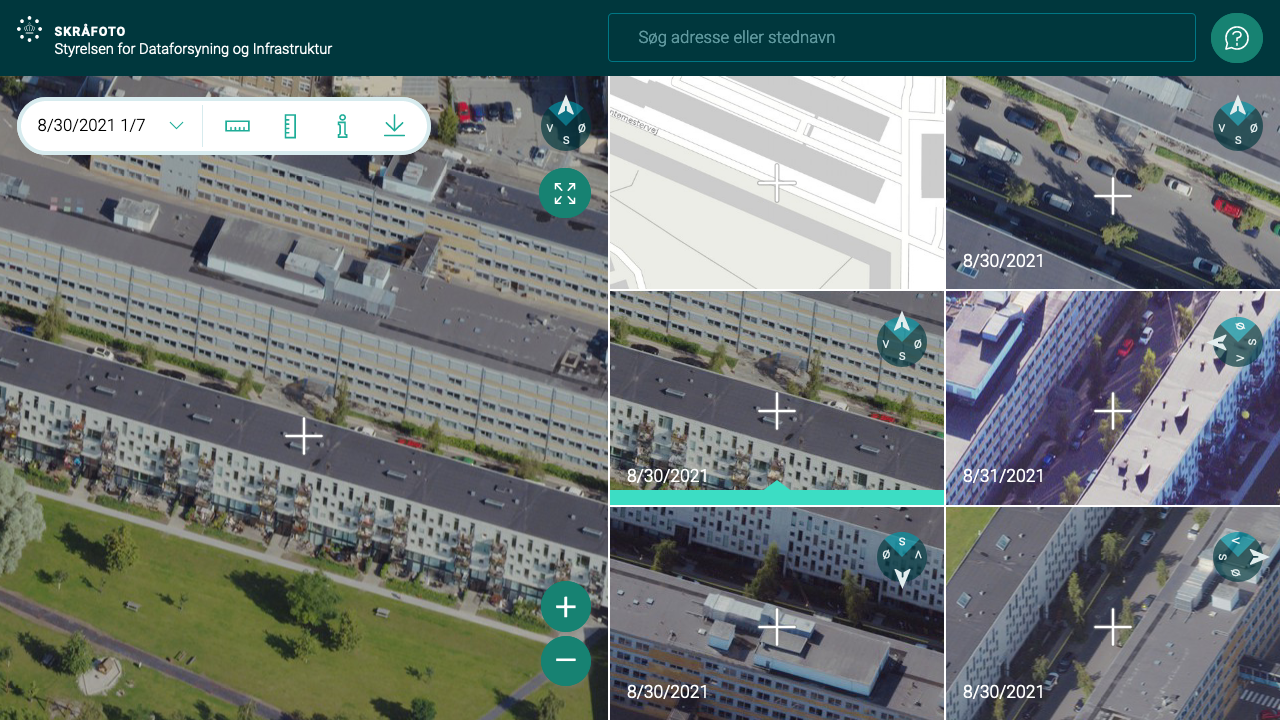 SKRÅFOTO
Styrelsen for Dataforsyning og Infrastruktur
Søg adresse eller stednavn
8/30/2021 1/7
V Ø
S
V Ø
S
8/30/2021
V Ø
S
8/30/2021
Ø
S
V
8/31/2021
S
Ø V
8/30/2021
V
S
Ø
8/30/2021